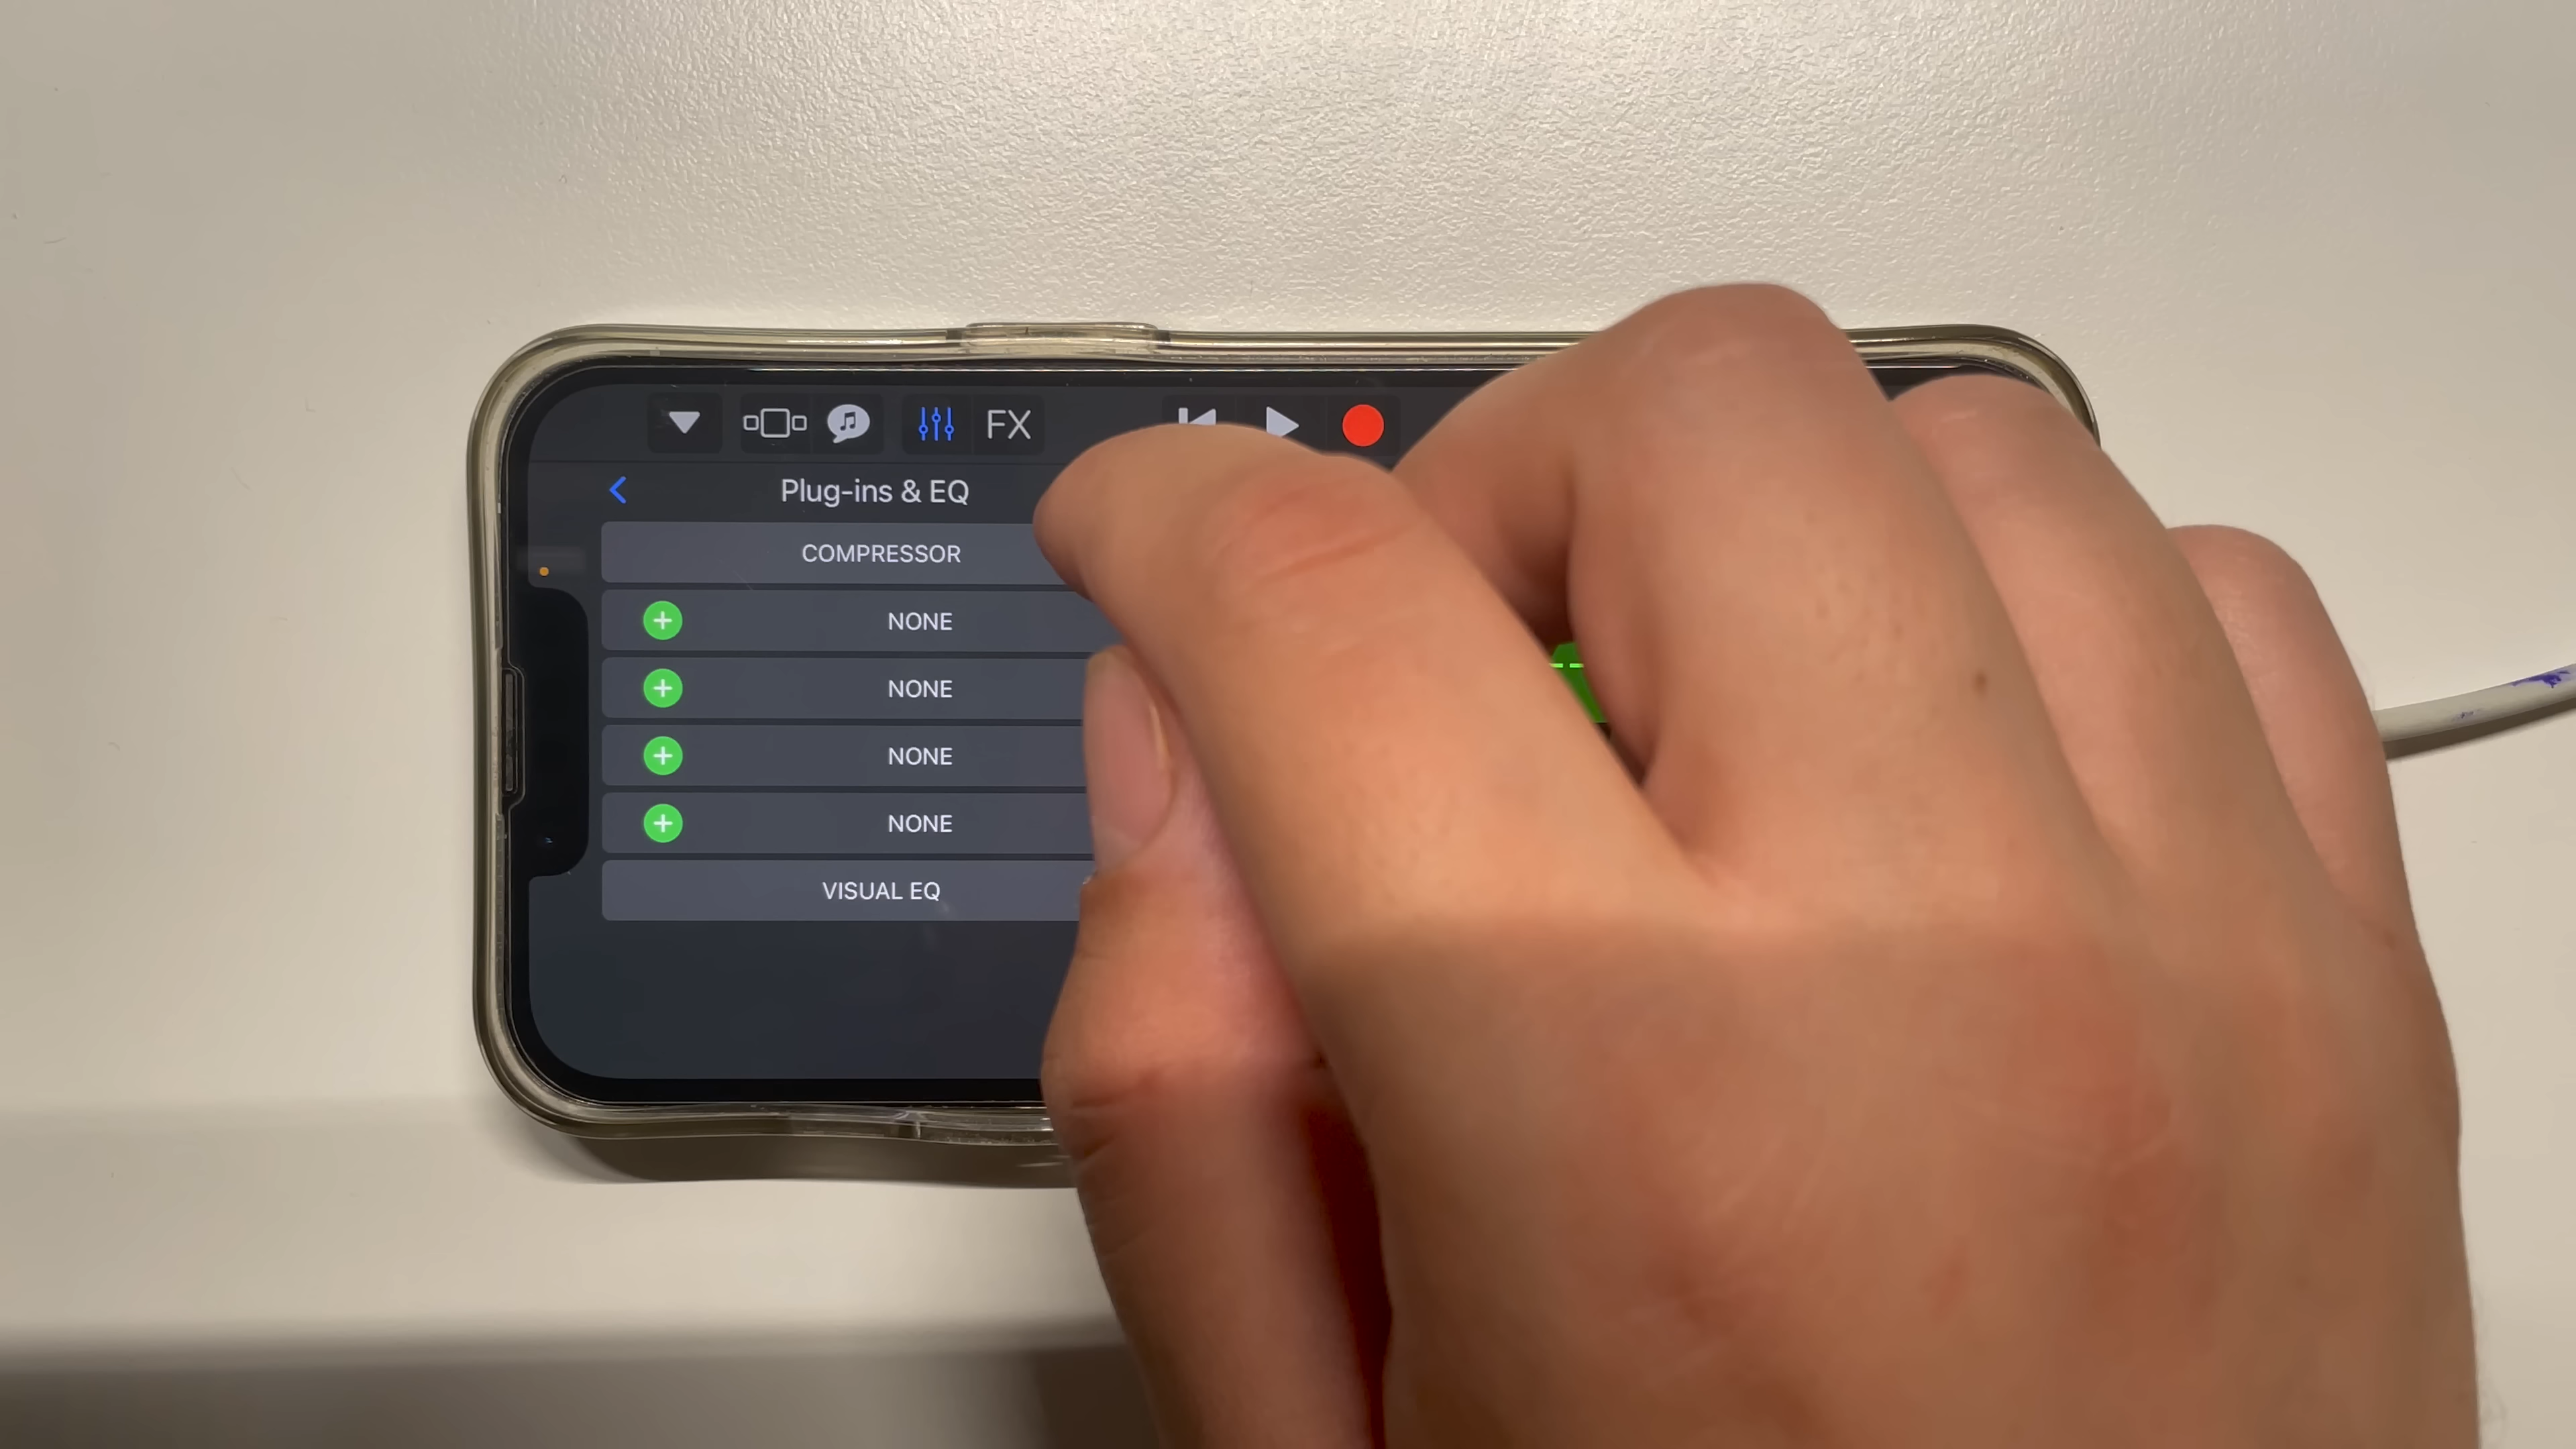 FX
Plug-ins & EQ
COMPRESSOR
NONE
NONE
NONE
NONE
VISUAL EQ